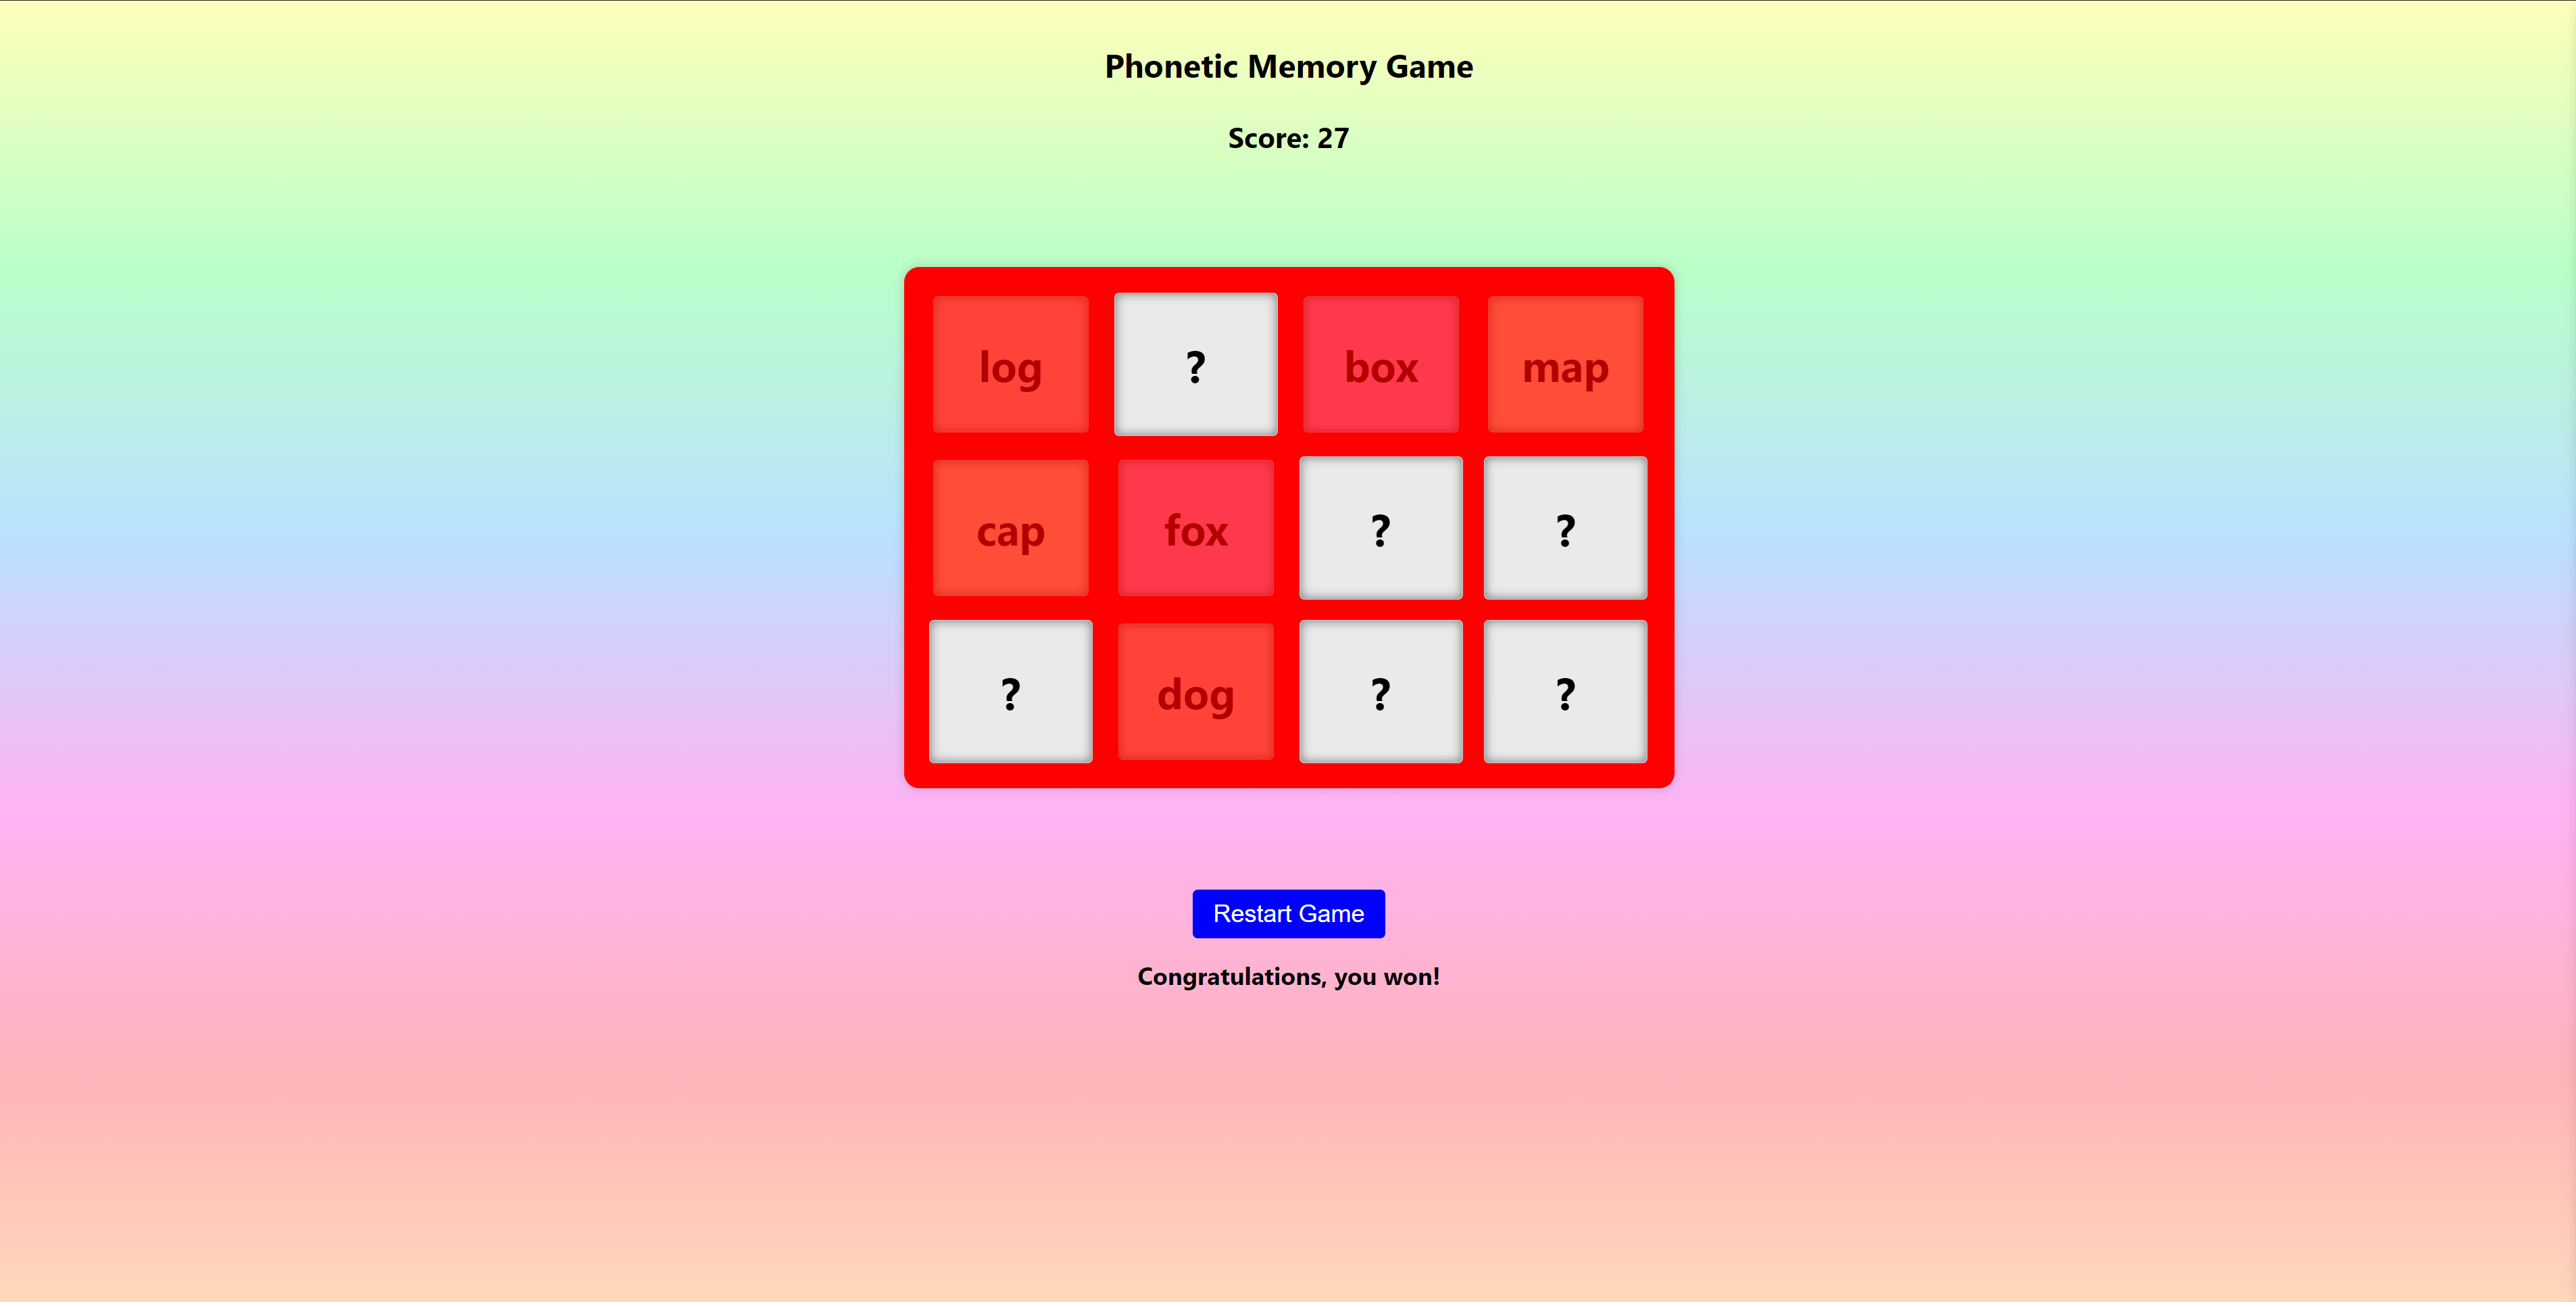 Phonetic Memory Game
Score: 27
log ? box map
cap fox ? ?
? dog ? ?
Restart Game
Congratulations, you won!